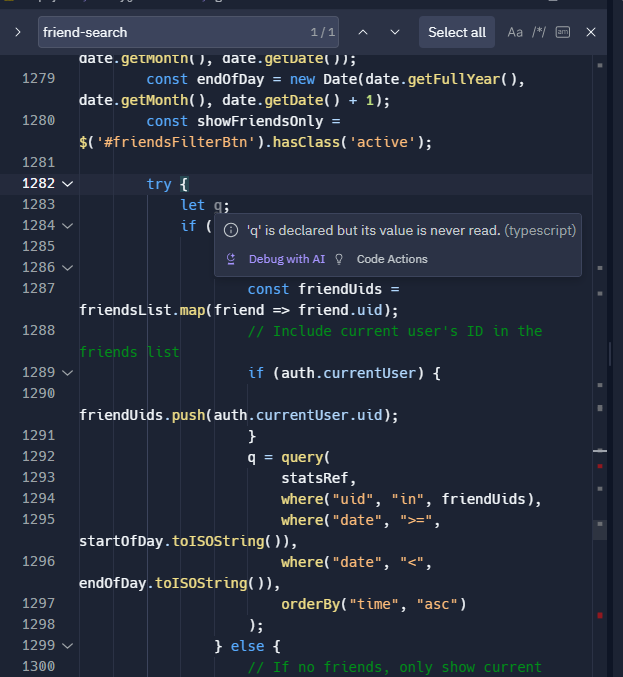 friend-search 1/1 Select all Aa /*/ am
date.getMonth(), date.getDate());
1279 const endOfDay = new Date(date.getFullYear(),
date.getMonth(), date.getDate() + 1);
1280 const showFriendsOnly =
$('#friendsFilterBtn').hasClass('active');
1281
1282 try {
1283 let q;
1284 if (
'q' is declared but its value is never read. (typescript)
Debug with AI Code Actions
1285
1286
1287 const friendUids =
friendsList.map(friend => friend.uid);
1288 // Include current user's ID in the
friends list
1289 if (auth.currentUser) {
1290
friendUids.push(auth.currentUser.uid);
1291 }
1292 q = query(
1293 statsRef,
1294 where("uid", "in", friendUids),
1295 where("date", ">=",
startOfDay.toISOString()),
1296 where("date", "<",
endOfDay.toISOString()),
1297 orderBy("time", "asc")
1298 );
1299 } else {
1300 // If no friends, only show current